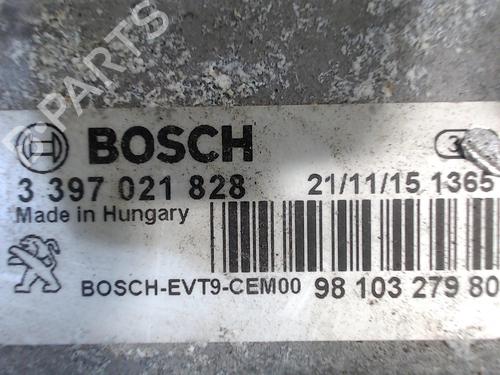 B PARTS
BOSCH
3 397 021 828 21/11/15 1365
Made in Hungary
BOSCH-EVT9-CEM00 98 103 279 80